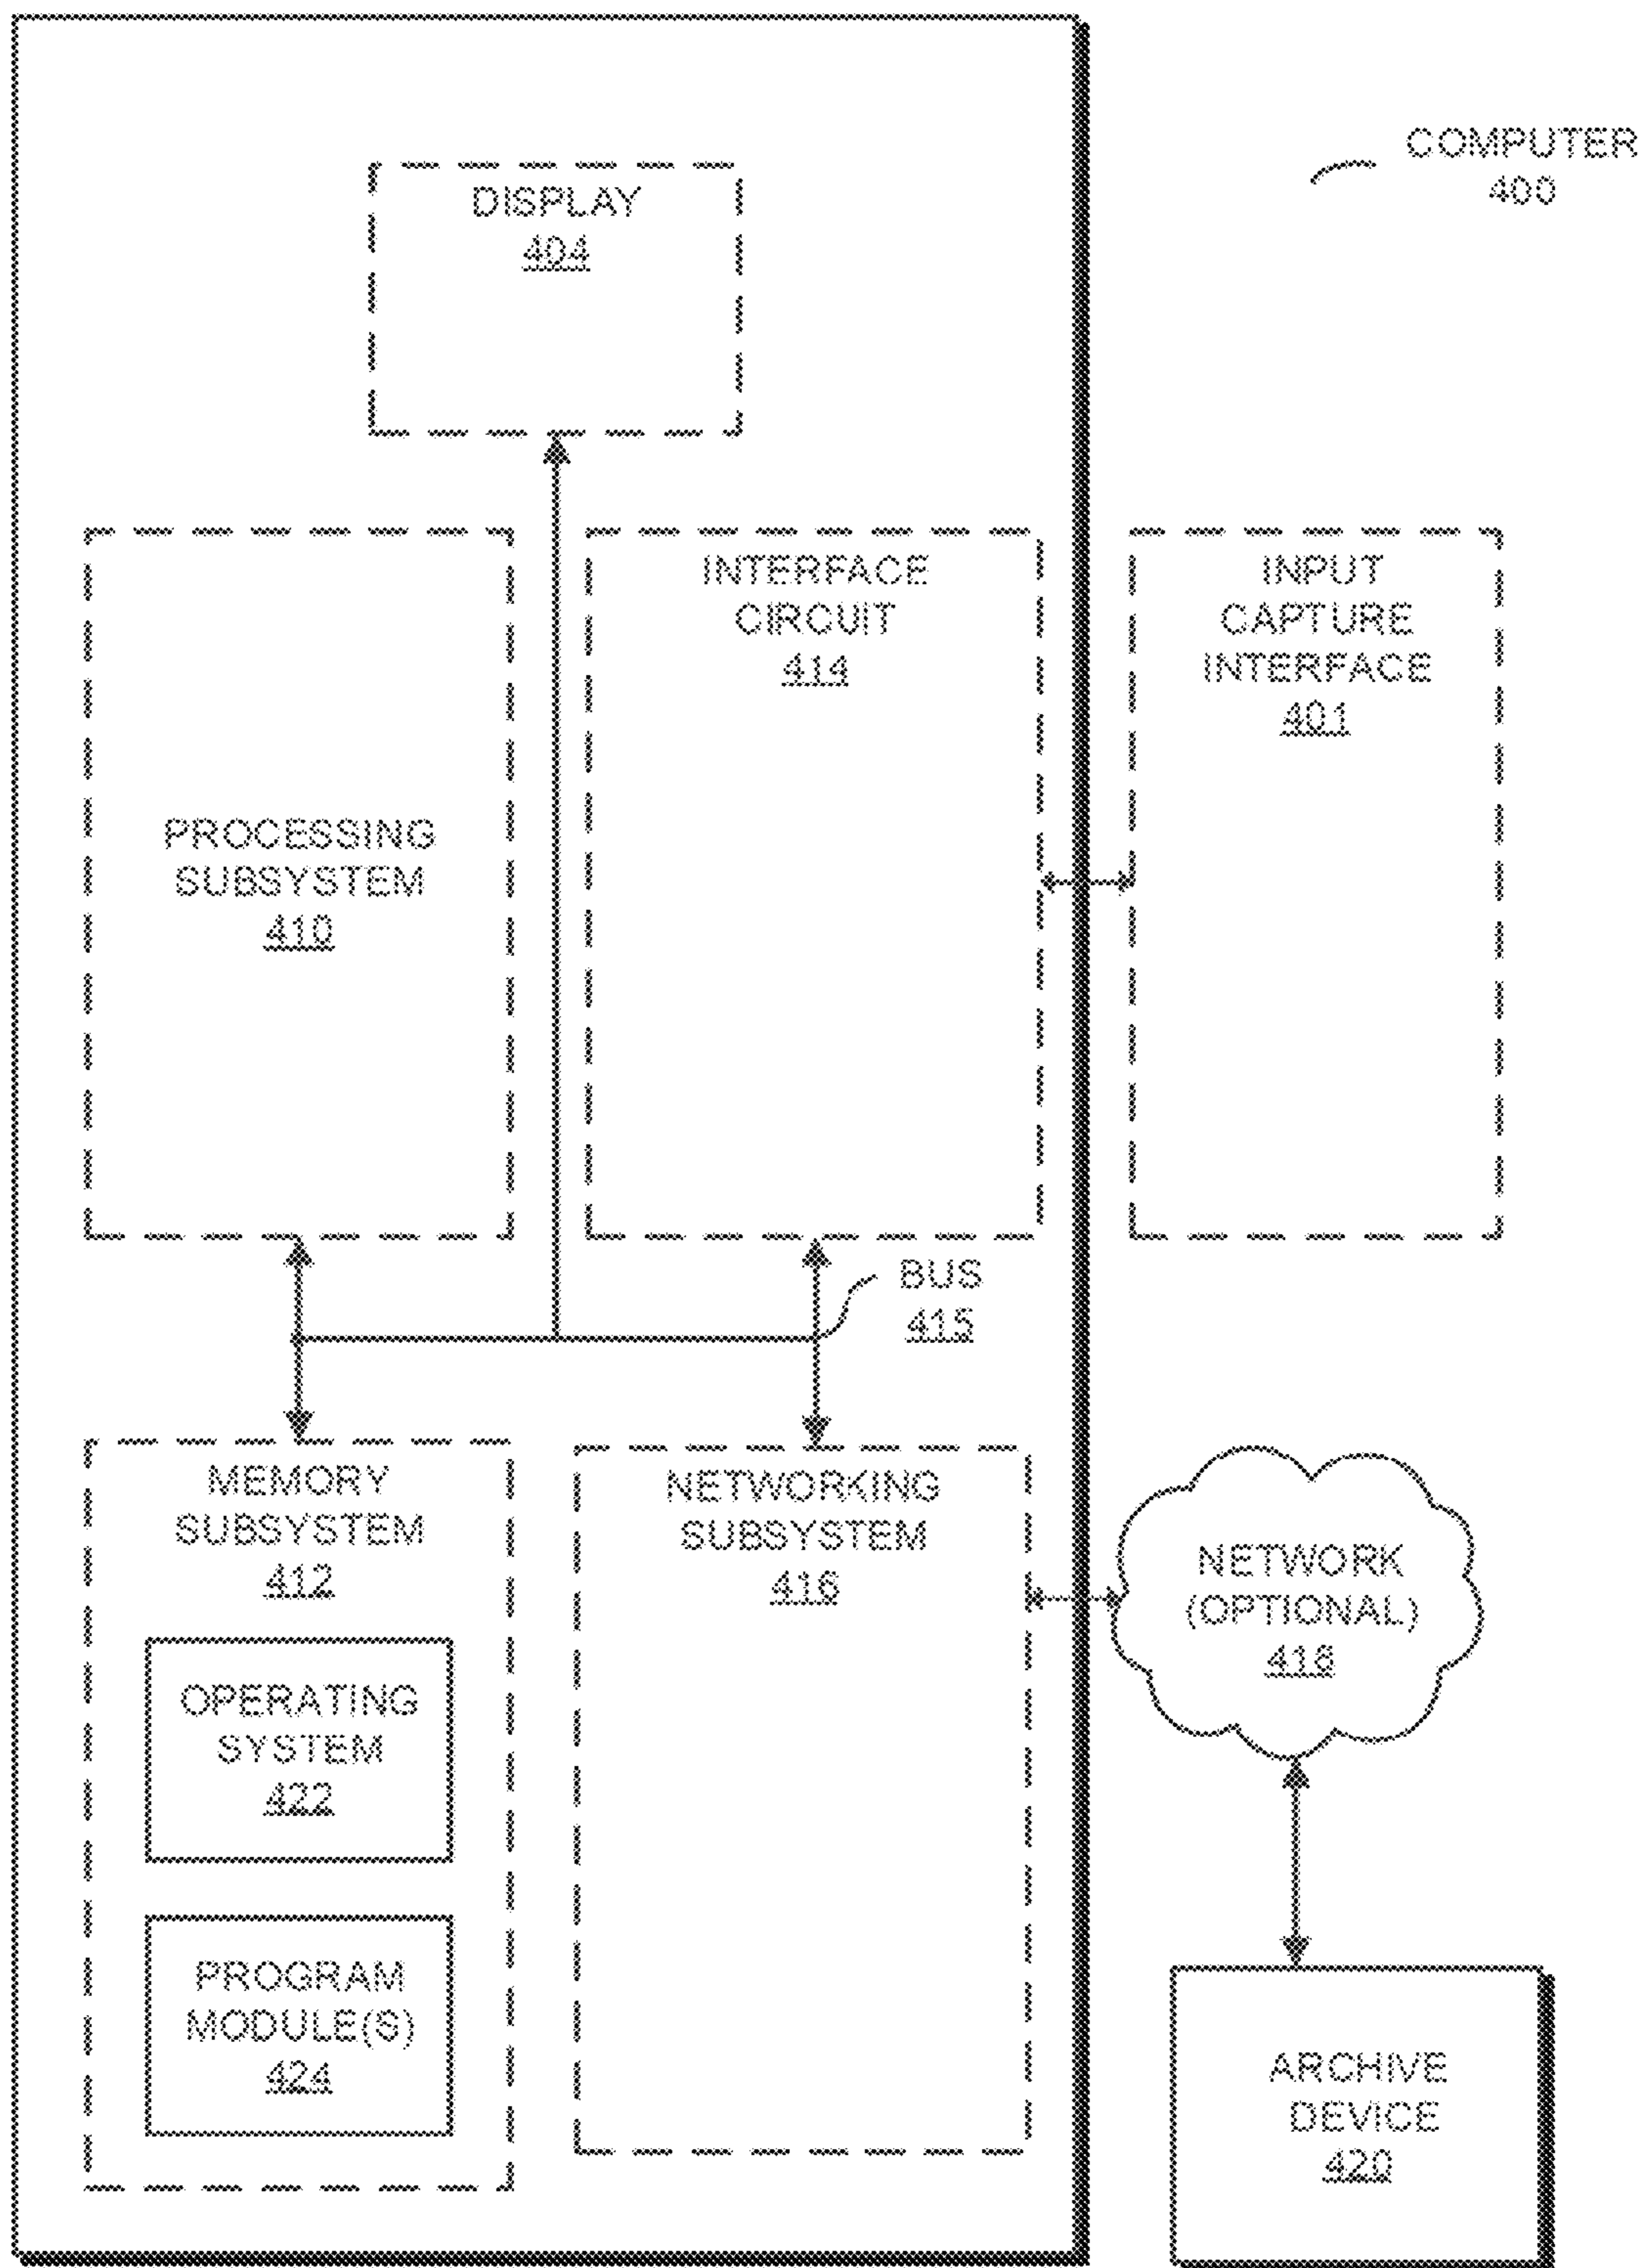 COMPUTER
400
DISPLAY
404
PROCESSING
SUBSYSTEM
410
INTERFACE
CIRCUIT
414
INPUT
CAPTURE
INTERFACE
401
BUS
415
MEMORY
SUBSYSTEM
412
OPERATING
SYSTEM
422
PROGRAM
MODULE(S)
424
NETWORKING
SUBSYSTEM
416
NETWORK
(OPTIONAL)
418
ARCHIVE
DEVICE
420